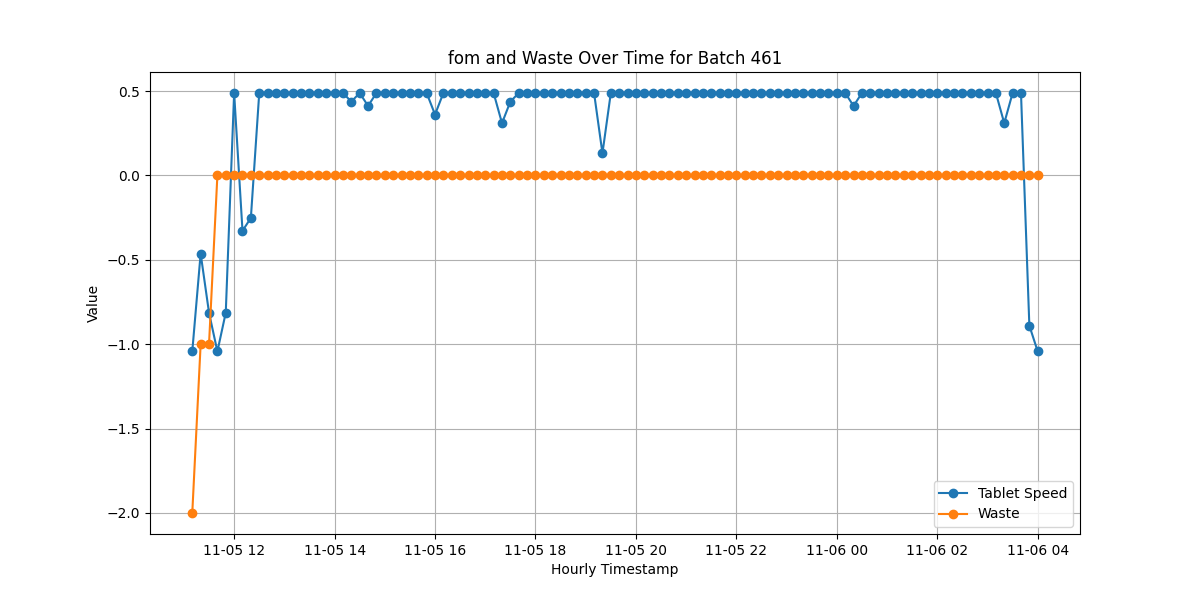 fom and Waste Over Time for Batch 461
0.5
0.0
−0.5
−1.0
−1.5
−2.0
Value
Tablet Speed
Waste
11-05 12 11-05 14 11-05 16 11-05 18 11-05 20 11-05 22 11-06 00 11-06 02 11-06 04
Hourly Timestamp